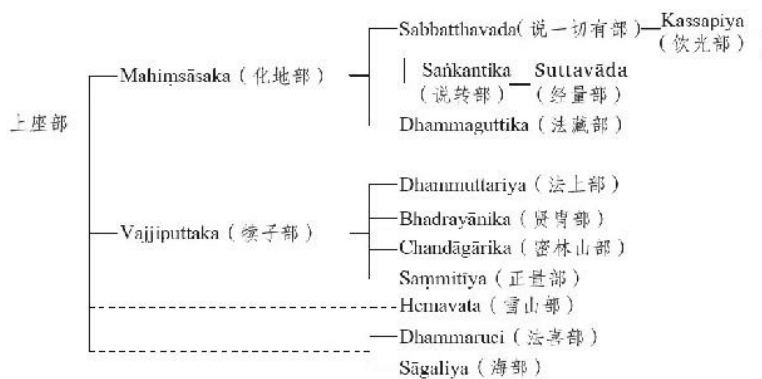 Sabbatthavada（说一切有部）
Kassapiya
（饮光部）
Mahiṃsāsaka（化地部）
Saṅkantika
（说转部）
Suttavāda
（经量部）
上座部
Dhammaguttika（法藏部）
Dhammuttariya（法上部）
Bhadrayānika（贤胄部）
Vajjiputtaka（犊子部）
Chandāgārika（密林山部）
Saṃmitīya（正量部）
Hemavata（雪山部）
Dhammaruci（法喜部）
Sāgaliya（海部）